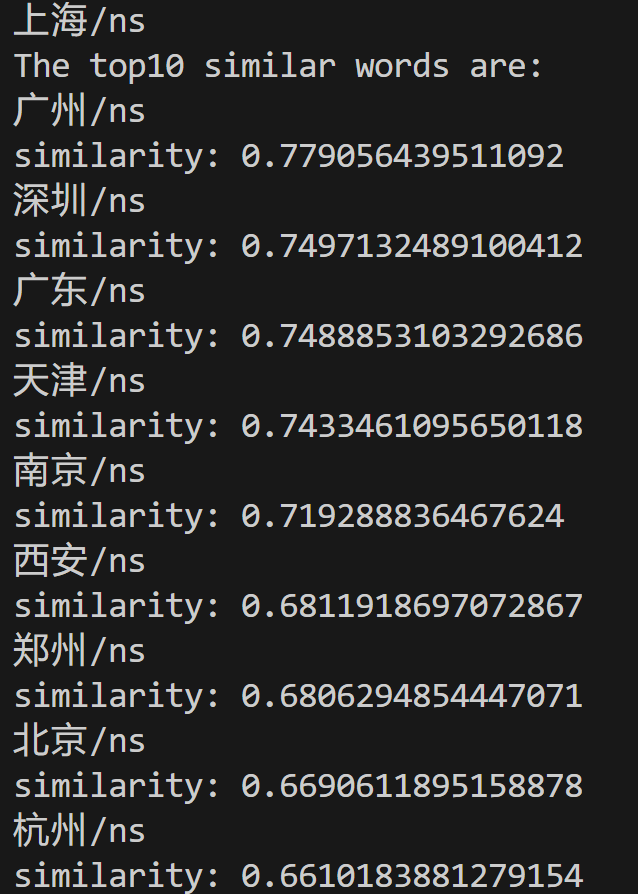 上海/ns
The top10 similar words are:
广州/ns
similarity: 0.779056439511092
深圳/ns
similarity: 0.7497132489100412
广东/ns
similarity: 0.7488853103292686
天津/ns
similarity: 0.7433461095650118
南京/ns
similarity: 0.719288836467624
西安/ns
similarity: 0.6811918697072867
郑州/ns
similarity: 0.6806294854447071
北京/ns
similarity: 0.6690611895158878
杭州/ns
similarity: 0.6610183881279154